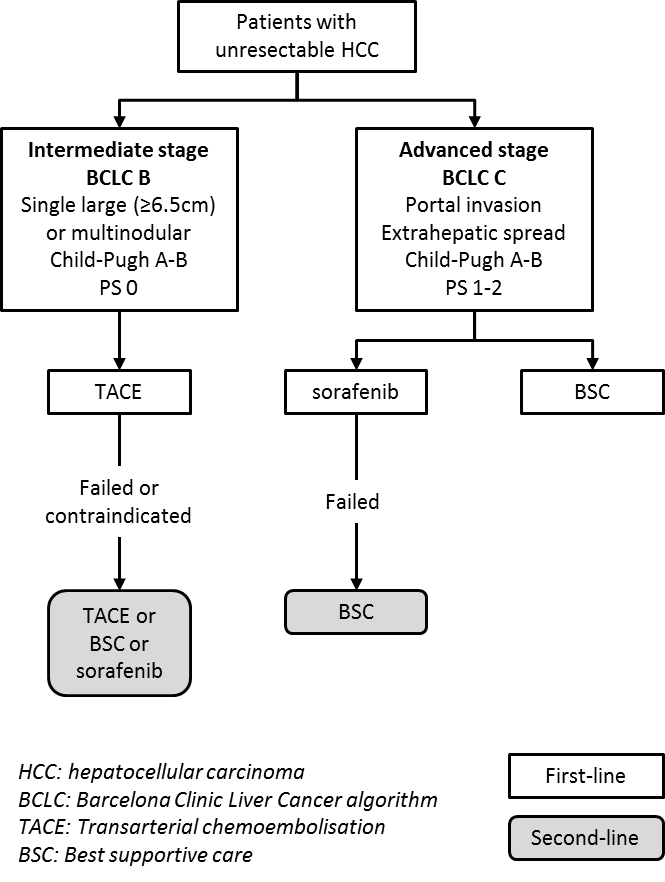 Patients with
unresectable HCC
Intermediate stage
BCLC B
Single large (≥6.5cm)
or multinodular
Child-Pugh A-B
PS 0
Advanced stage
BCLC C
Portal invasion
Extrahepatic spread
Child-Pugh A-B
PS 1-2
TACE
sorafenib
BSC
Failed or
contraindicated
Failed
TACE or
BSC or
sorafenib
BSC
HCC: hepatocellular carcinoma
BCLC: Barcelona Clinic Liver Cancer algorithm
TACE: Transarterial chemoembolisation
BSC: Best supportive care
First-line
Second-line